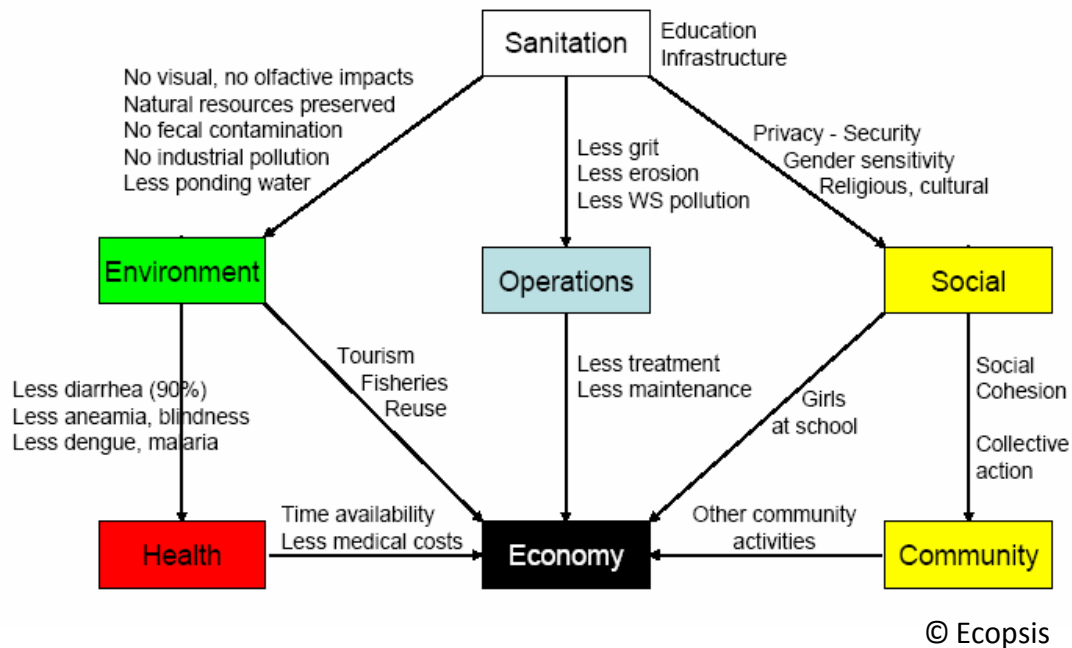 Sanitation
Education
Infrastructure
No visual, no olfactive impacts
Natural resources preserved
No fecal contamination
No industrial pollution
Less ponding water
Less grit
Less erosion
Less WS pollution
Privacy - Security
Gender sensitivity
Religious, cultural
Environment
Operations
Social
Less diarrhea (90%)
Less aneamia, blindness
Less dengue, malaria
Tourism
Fisheries
Reuse
Less treatment
Less maintenance
Girls
at school
Social
Cohesion
Collective
action
Health
Time availability
Less medical costs
Economy
Other community
activities
Community
© Ecopsis